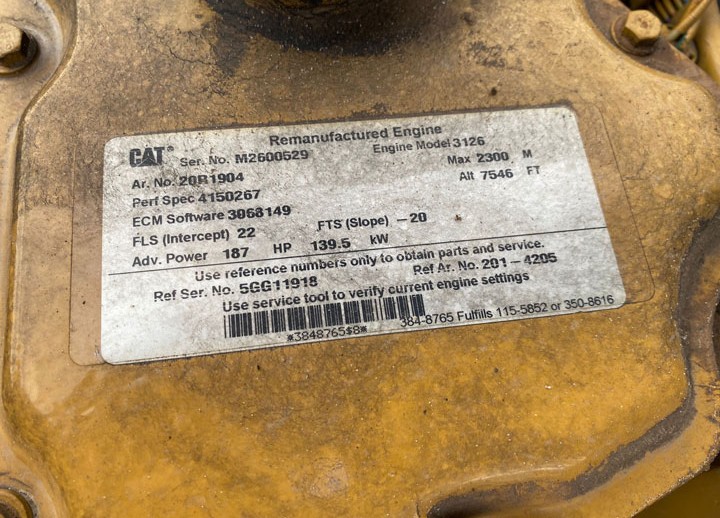 Remanufactured Engine
CAT® Ser. No. M2600529 Engine Model 3126
Ar. No. 20R1904 Max 2300 M
Perf Spec 4150267 Alt 7546 FT
ECM Software 3968149
FLS (Intercept) 22 FTS (Slope) -20
Adv. Power 187 HP 139.5 kW
Use reference numbers only to obtain parts and service.
Ref Ser. No. 5GG11918 Ref Ar. No. 201-4205
Use service tool to verify current engine settings
*3848765$8* 384-8765 Fulfills 115-5852 or 350-8616